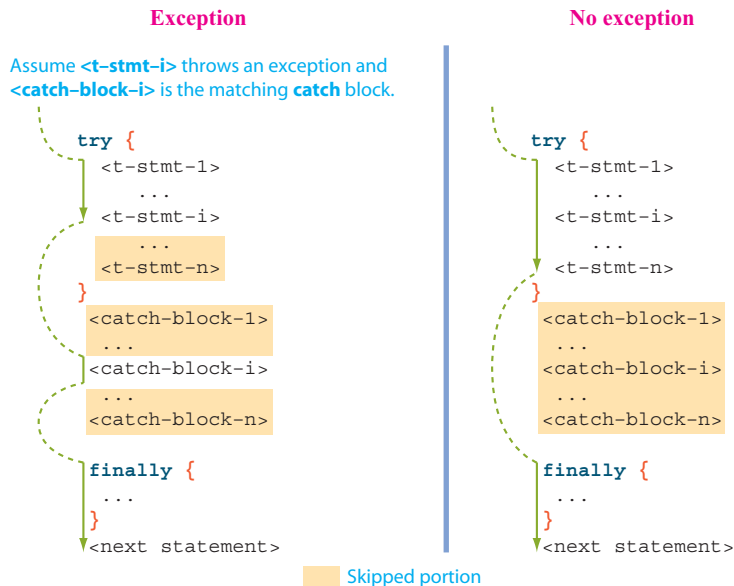 Exception
Assume <t–stmt–i> throws an exception and
<catch–block–i> is the matching catch block.
try {
<t–stmt–1>
...
<t–stmt–i>
...
<t–stmt–n>
}
<catch-block-1>
...
<catch-block-i>
...
<catch-block-n>
finally {
...
}
<next statement>
No exception
try {
<t–stmt–1>
...
<t–stmt–i>
...
<t–stmt–n>
}
<catch-block-1>
...
<catch-block-i>
...
<catch-block-n>
finally {
...
}
<next statement>
Skipped portion